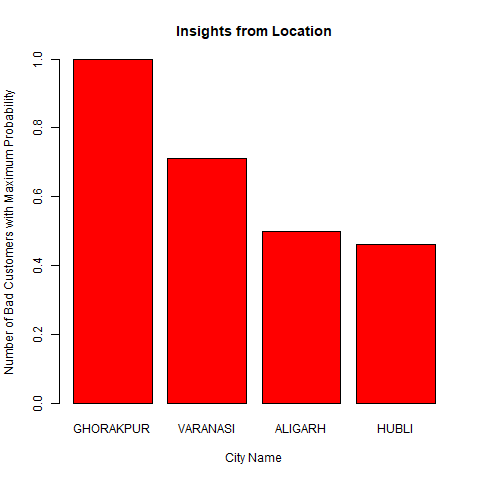 Insights from Location
Number of Bad Customers with Maximum Probability
1.0
0.8
0.6
0.4
0.2
0.0
GHORAKPUR VARANASI ALIGARH HUBLI
City Name